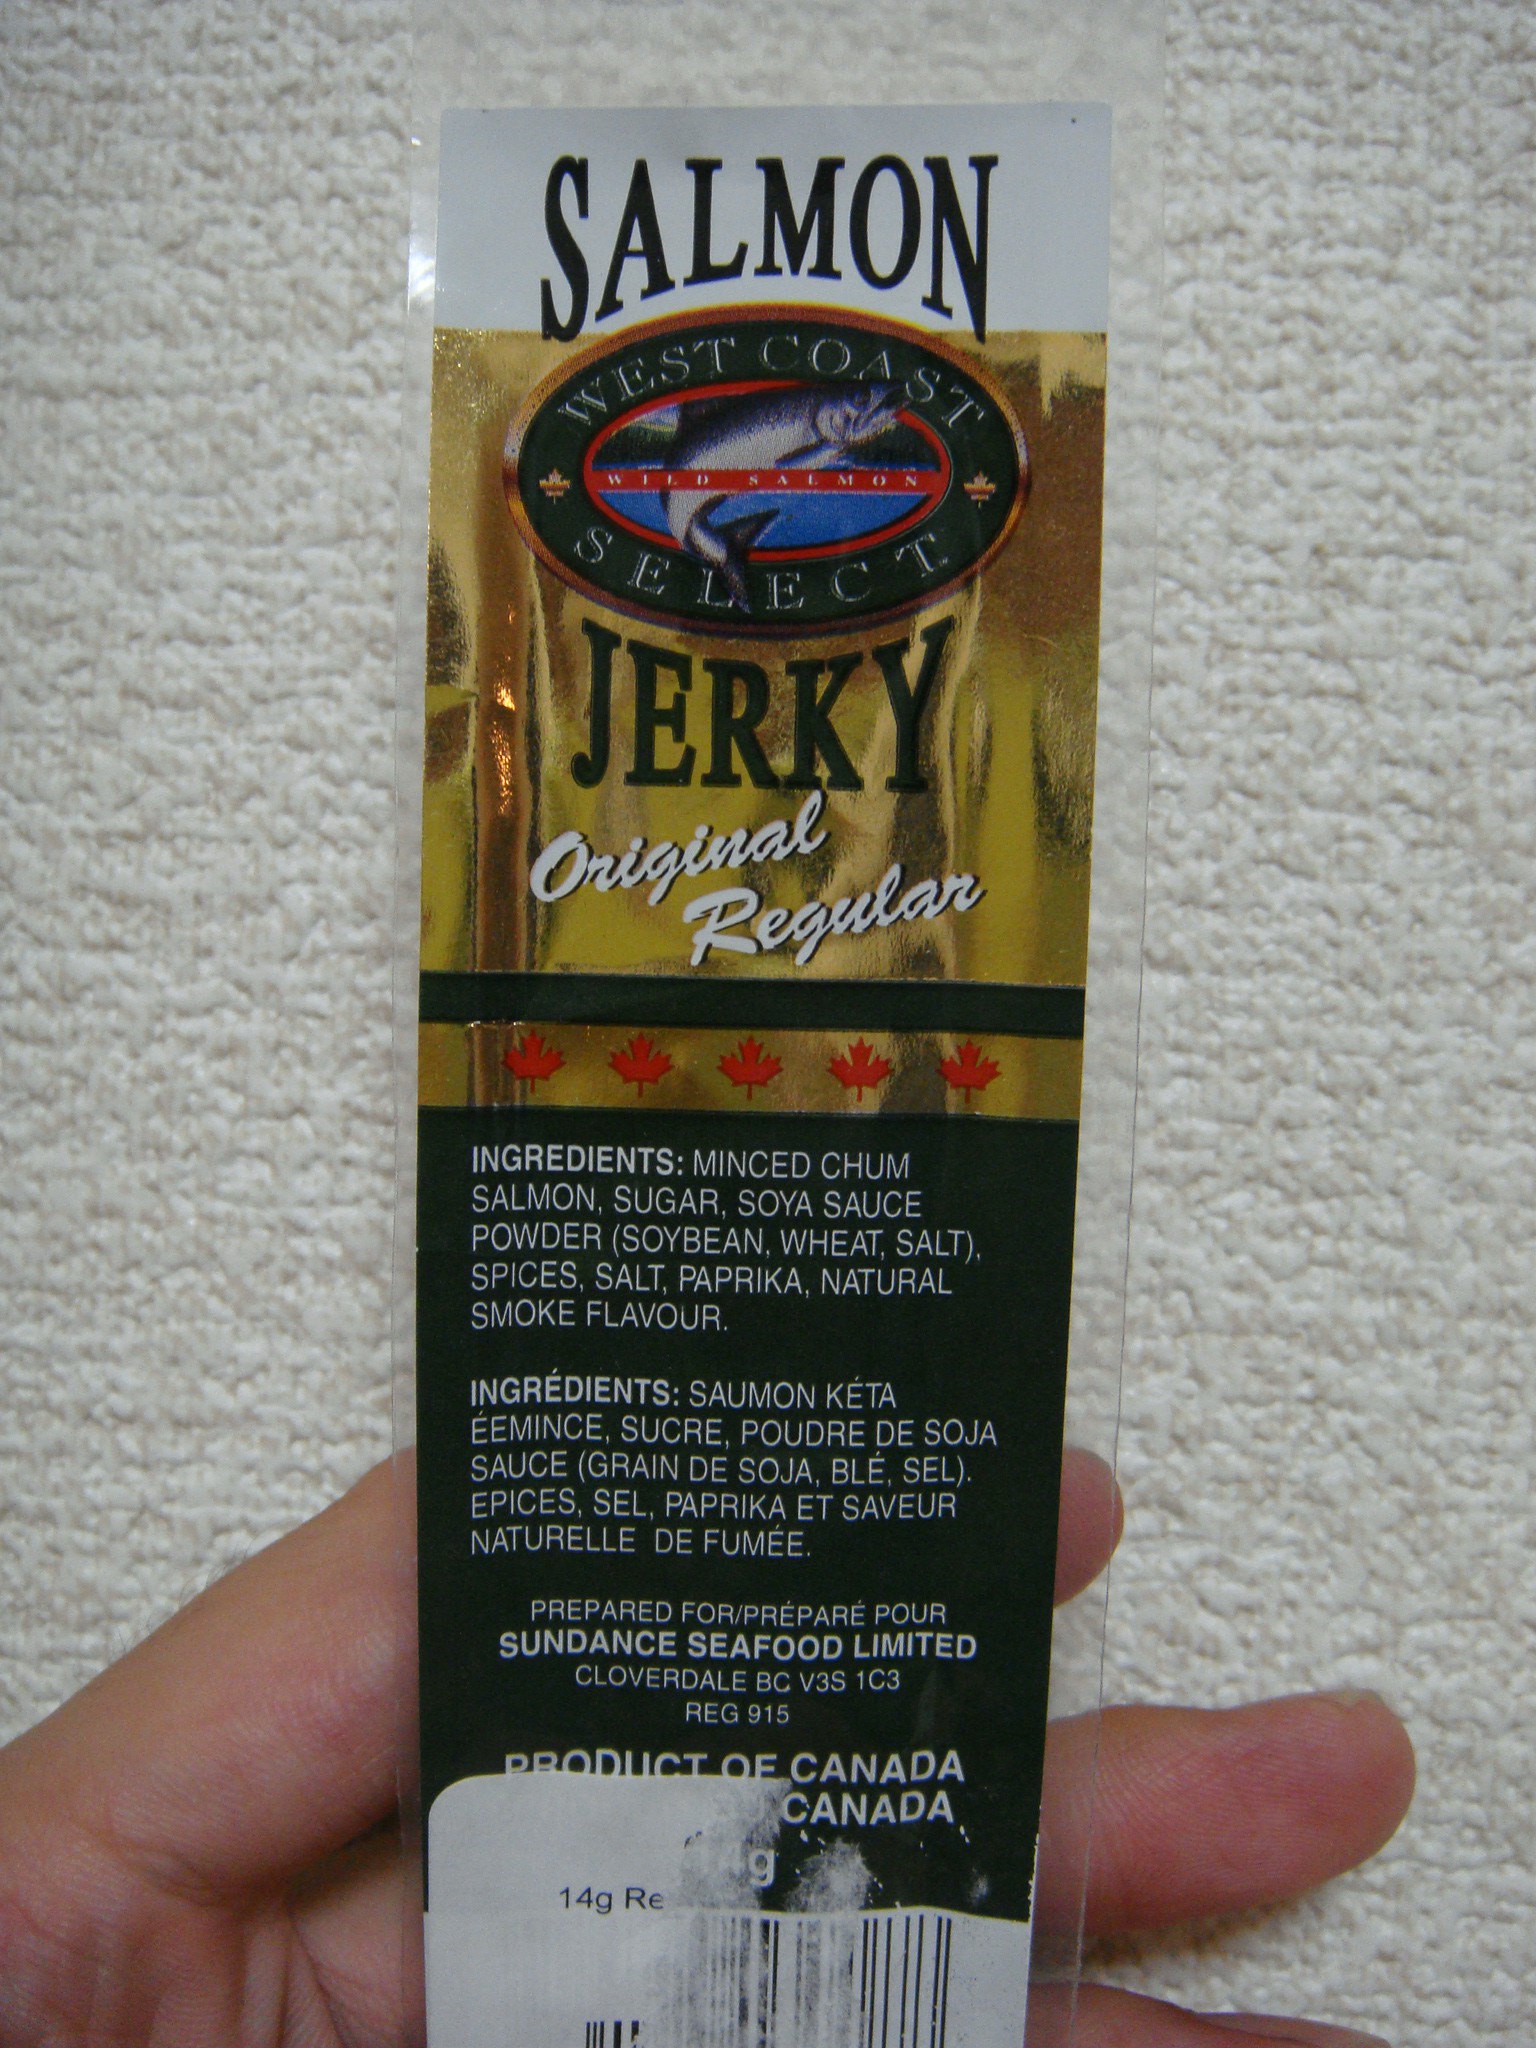 SALMON
WEST COAST
WILD SALMON
SELECT
JERKY
Original
Regular
INGREDIENTS: MINCED CHUM
SALMON, SUGAR, SOYA SAUCE
POWDER (SOYBEAN, WHEAT, SALT),
SPICES, SALT, PAPRIKA, NATURAL
SMOKE FLAVOUR.
INGRÉDIENTS: SAUMON KÉTA
ÉEMINCE, SUCRE, POUDRE DE SOJA
SAUCE (GRAIN DE SOJA, BLÉ, SEL).
EPICES, SEL, PAPRIKA ET SAVEUR
NATURELLE DE FUMÉE.
PREPARED FOR/PRÉPARÉ POUR
SUNDANCE SEAFOOD LIMITED
CLOVERDALE BC V3S 1C3
REG 915
PRODUCT OF CANADA
CANADA
14g